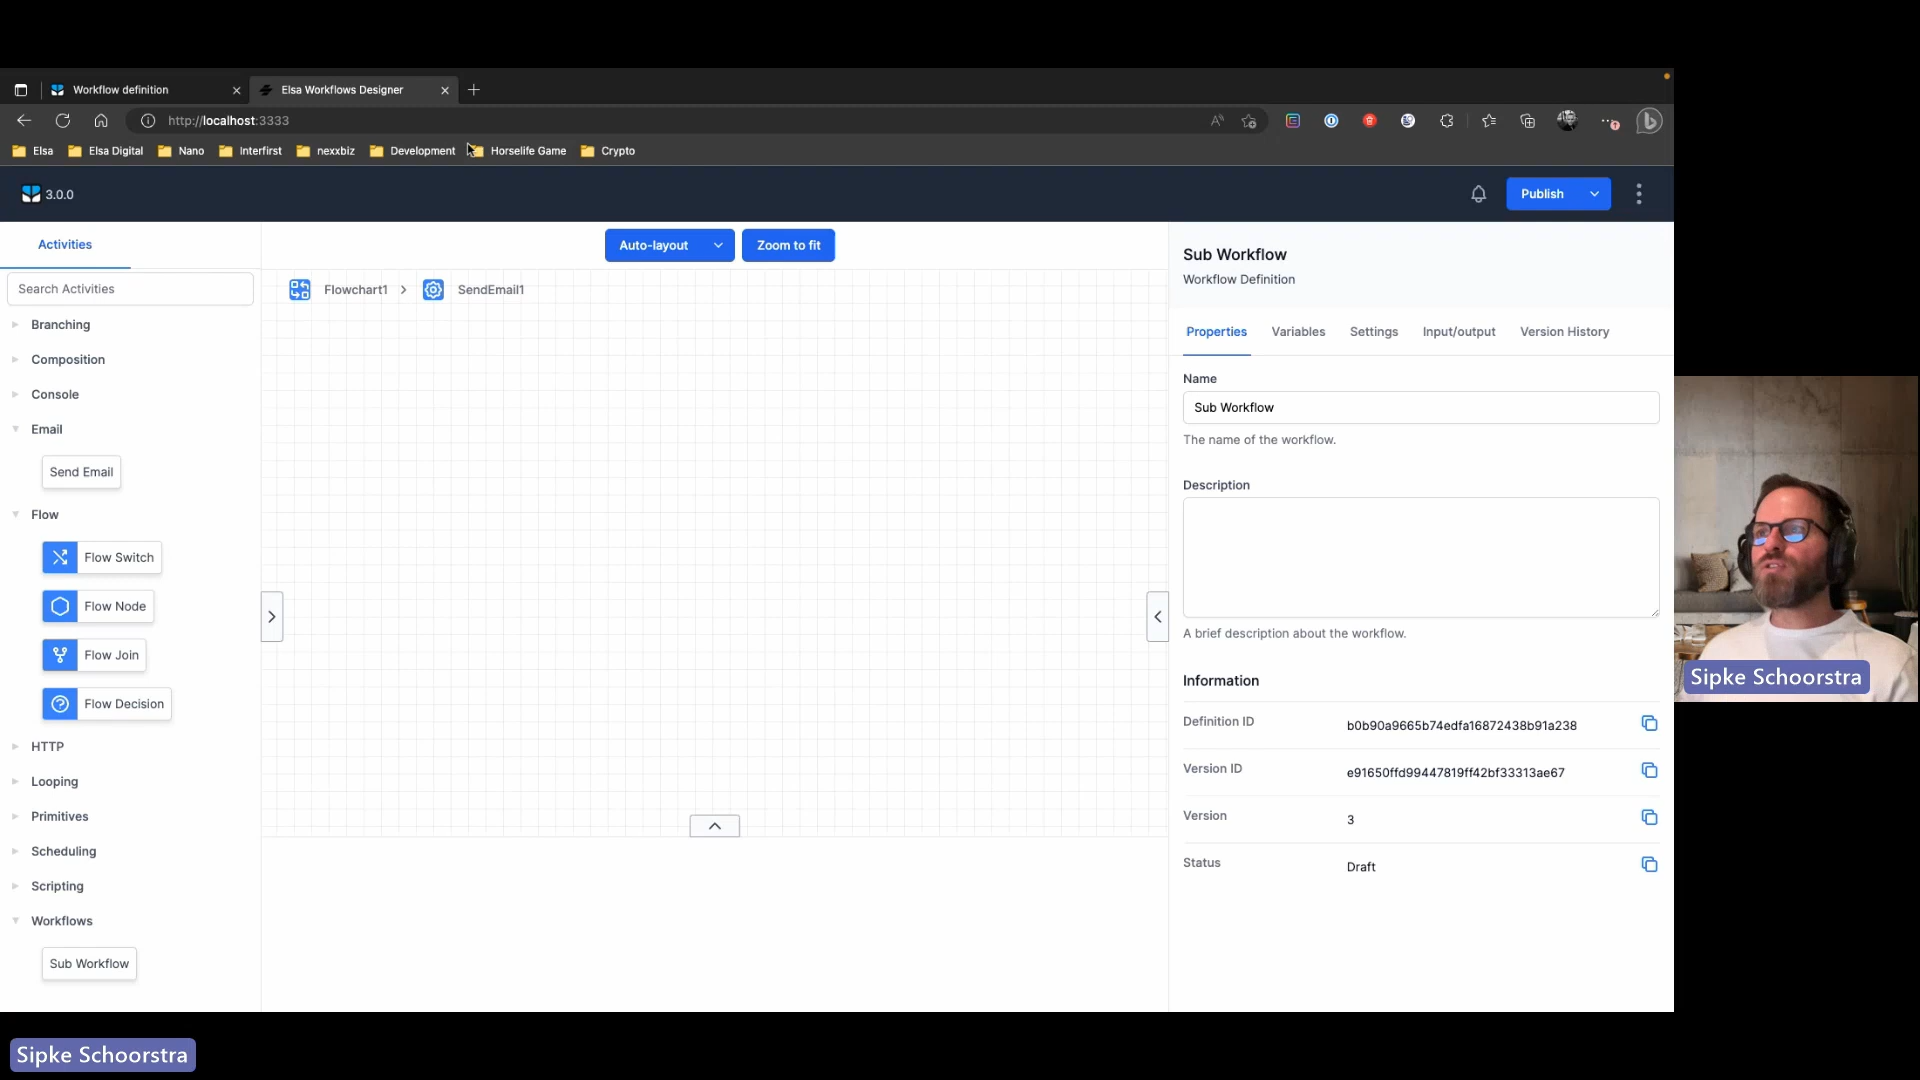 Workflow definition
Elsa Workflows Designer
http://localhost:3333
Elsa
Elsa Digital
Nano
Interfirst
nexxbiz
Development
Horselife Game
Crypto
3.0.0
Publish
Activities
Auto-layout
Zoom to fit
Search Activities
Flowchart1
SendEmail1
Branching
Composition
Console
Email
Send Email
Flow
Flow Switch
Flow Node
Flow Join
Flow Decision
HTTP
Looping
Primitives
Scheduling
Scripting
Workflows
Sub Workflow
Sub Workflow
Workflow Definition
Properties Variables Settings Input/output Version History
Name
Sub Workflow
The name of the workflow.
Description
A brief description about the workflow.
Information
Definition ID b0b90a9665b74edfa16872438b91a238
Version ID e91650ffd99447819ff42bf33313ae67
Version 3
Status Draft
Sipke Schoorstra
Sipke Schoorstra